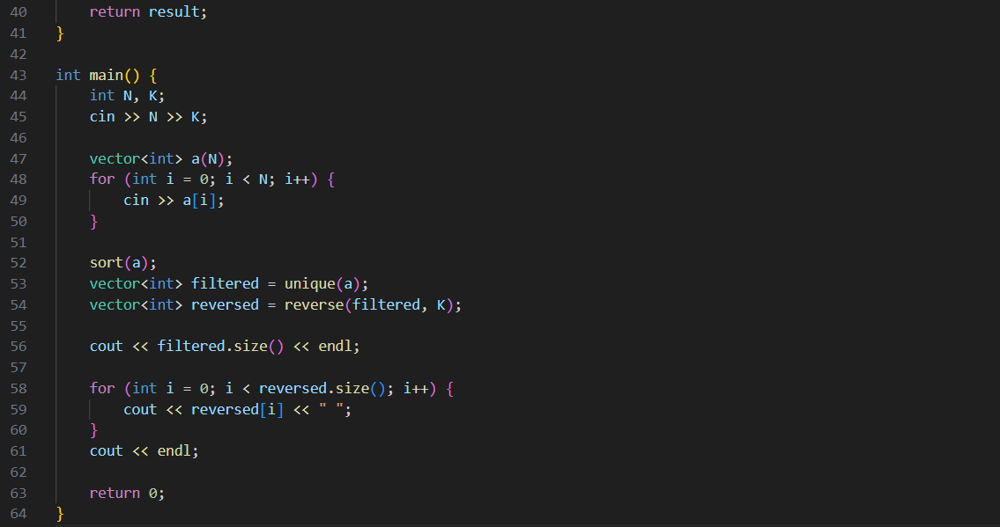 40 return result;
41 }
42
43 int main() {
44 int N, K;
45 cin >> N >> K;
46
47 vector<int> a(N);
48 for (int i = 0; i < N; i++) {
49 cin >> a[i];
50 }
51
52 sort(a);
53 vector<int> filtered = unique(a);
54 vector<int> reversed = reverse(filtered, K);
55
56 cout << filtered.size() << endl;
57
58 for (int i = 0; i < reversed.size(); i++) {
59 cout << reversed[i] << " ";
60 }
61 cout << endl;
62
63 return 0;
64 }